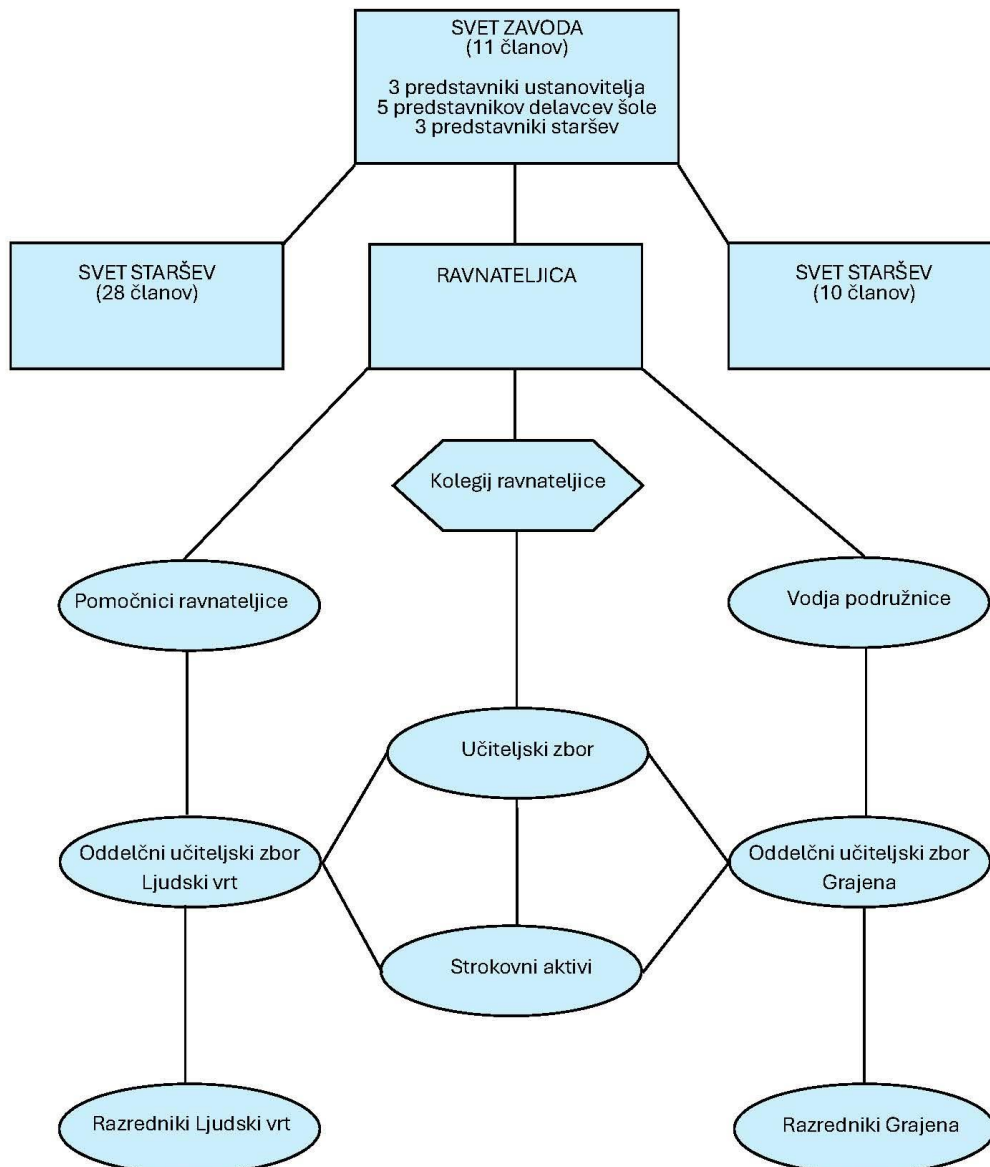 SVET ZAVODA
(11 članov)
3 predstavniki ustanovitelja
5 predstavnikov delavcev šole
3 predstavniki staršev
SVET STARŠEV
(28 članov)
RAVNATELJICA
SVET STARŠEV
(10 članov)
Kolegij ravnateljice
Pomočnici ravnateljice
Vodja podružnice
Učiteljski zbor
Oddelčni učiteljski zbor
Ljudski vrt
Oddelčni učiteljski zbor
Grajena
Strokovni aktivi
Razredniki Ljudski vrt
Razredniki Grajena